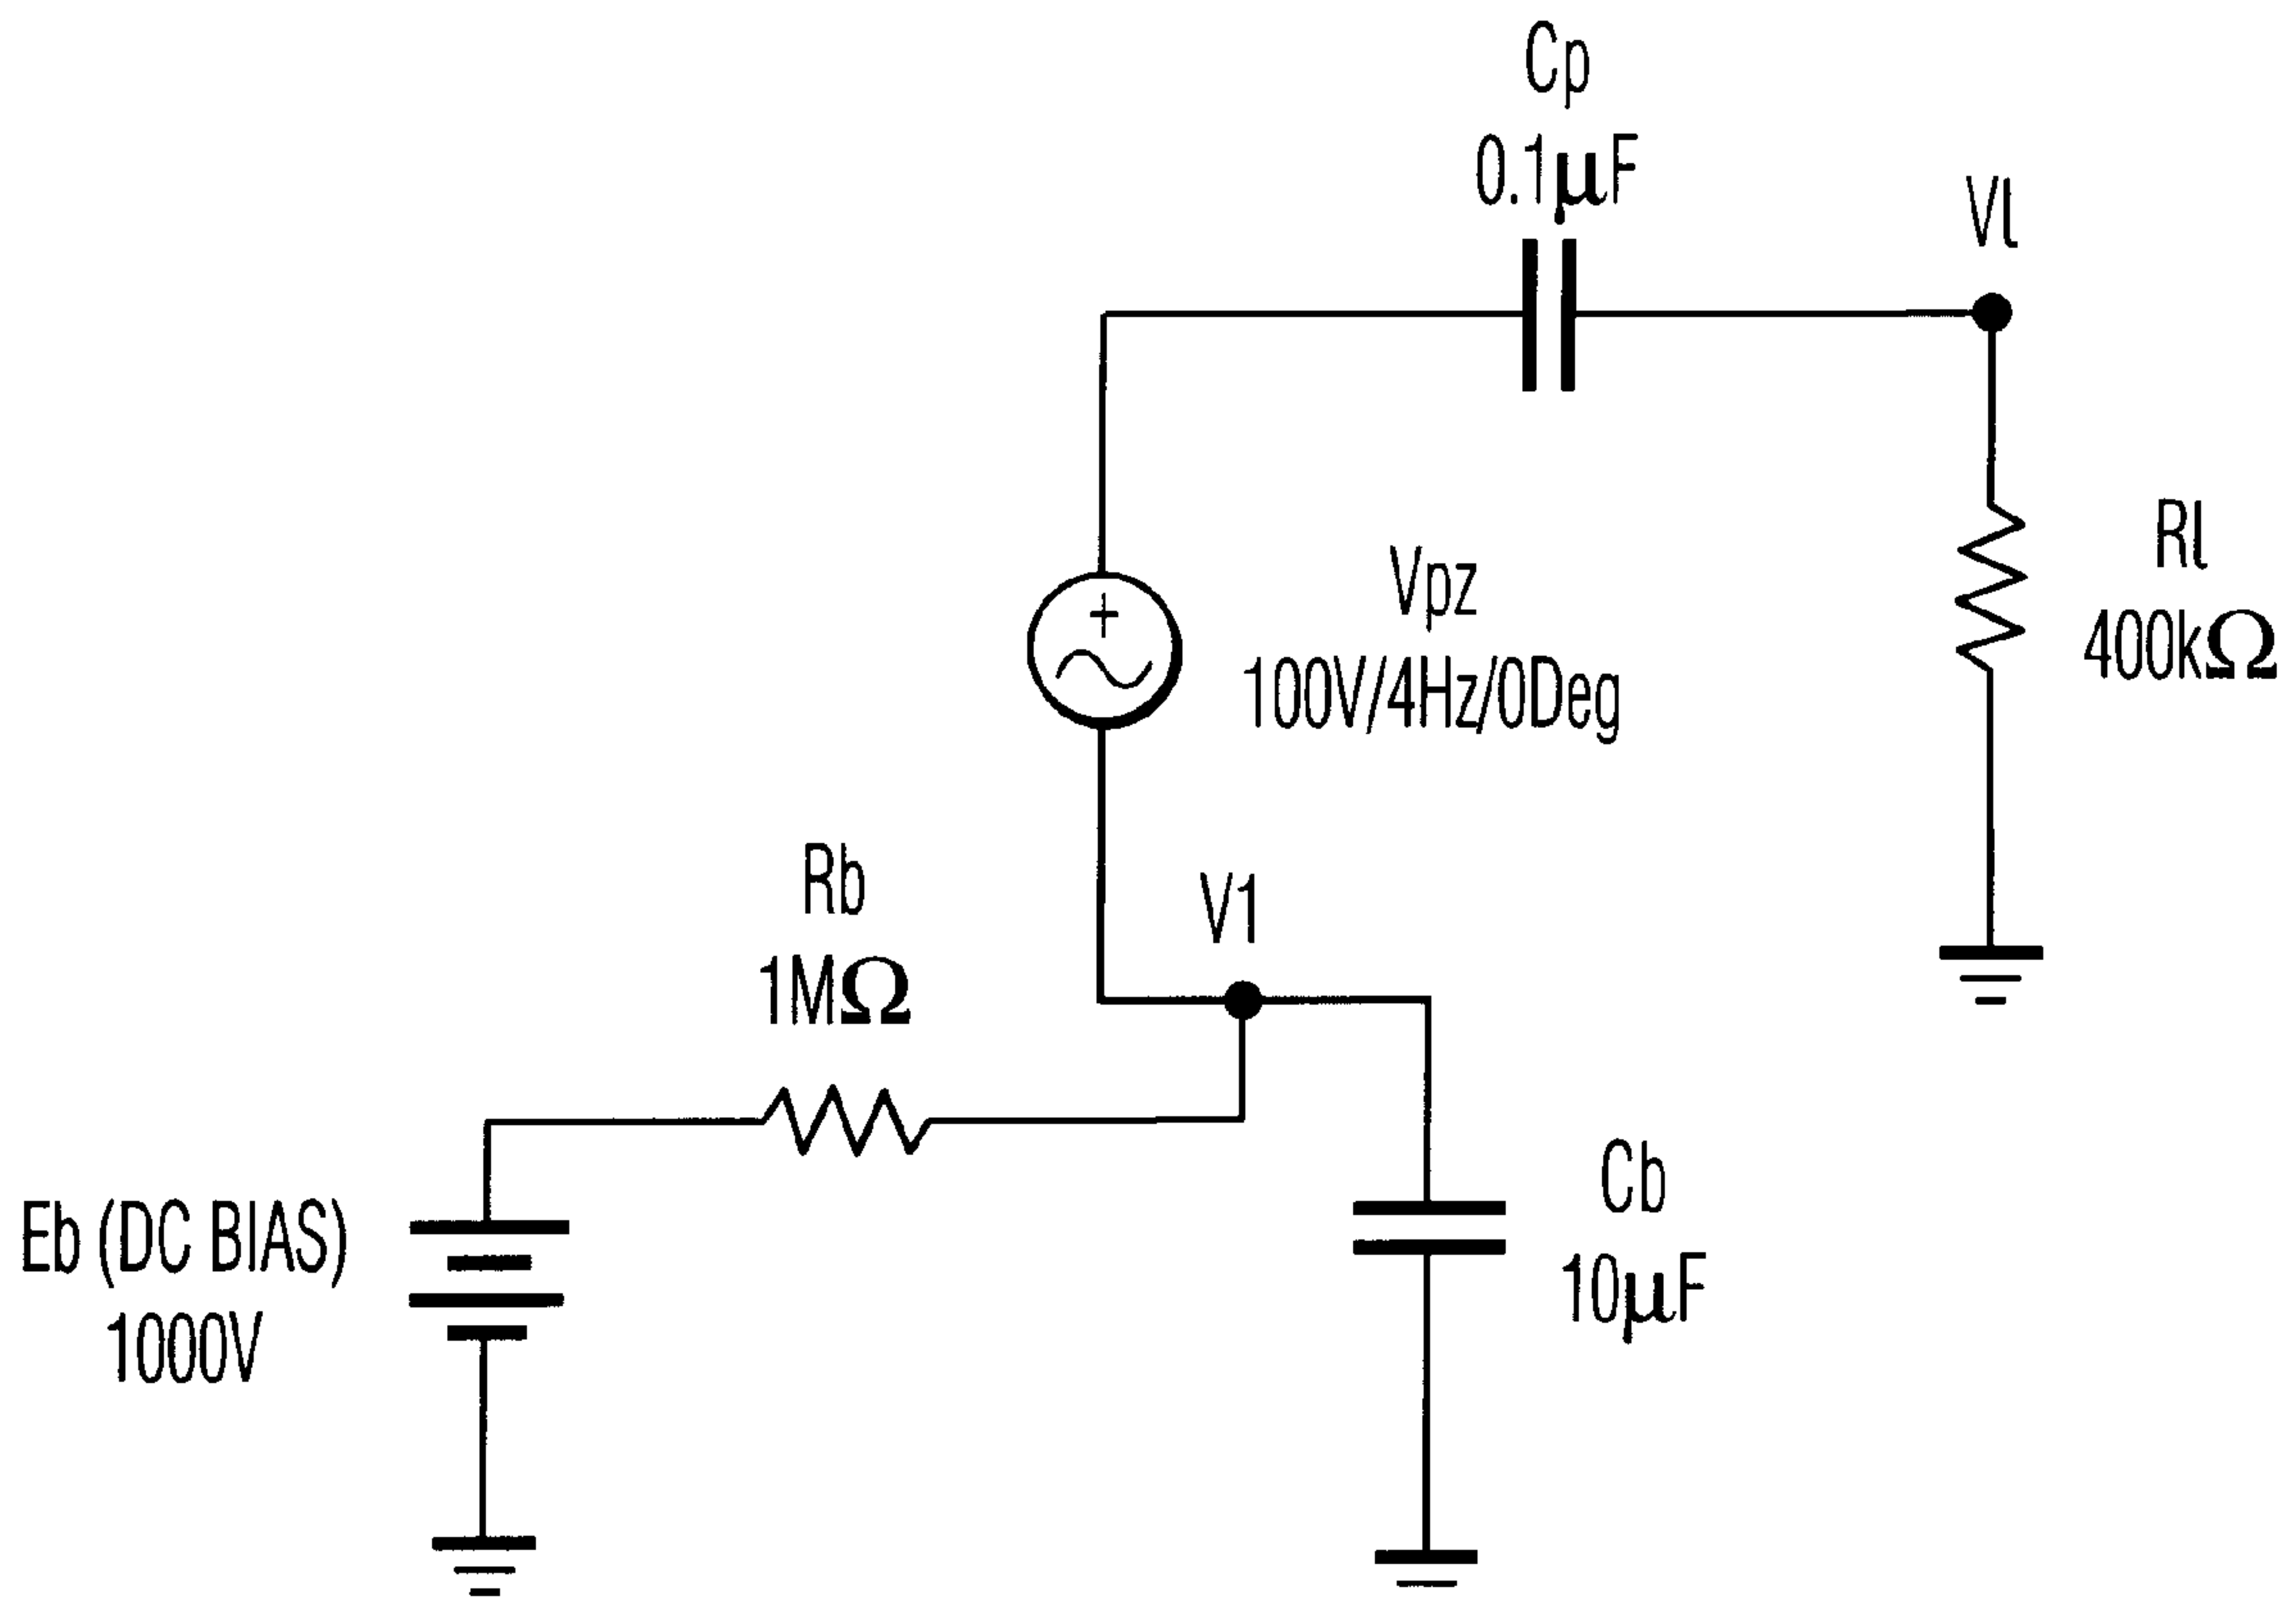 Cp
0.1µF
Vl
Rl
400kΩ
+
Vpz
100V/4Hz/0Deg
Rb
1MΩ
V1
Cb
10µF
Eb (DC BIAS)
1000V